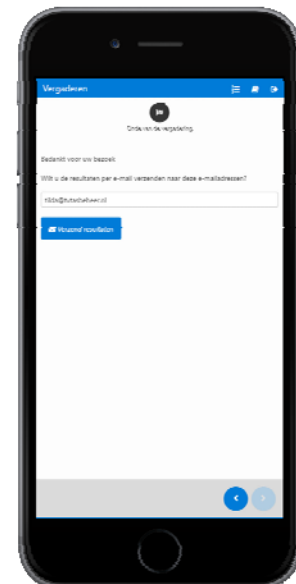 Vergaderen
Einde van de vergadering.
Bedankt voor uw bezoek
Wilt u de resultaten per e-mail verzenden naar deze e-mailadressen?
Verzend resultaten